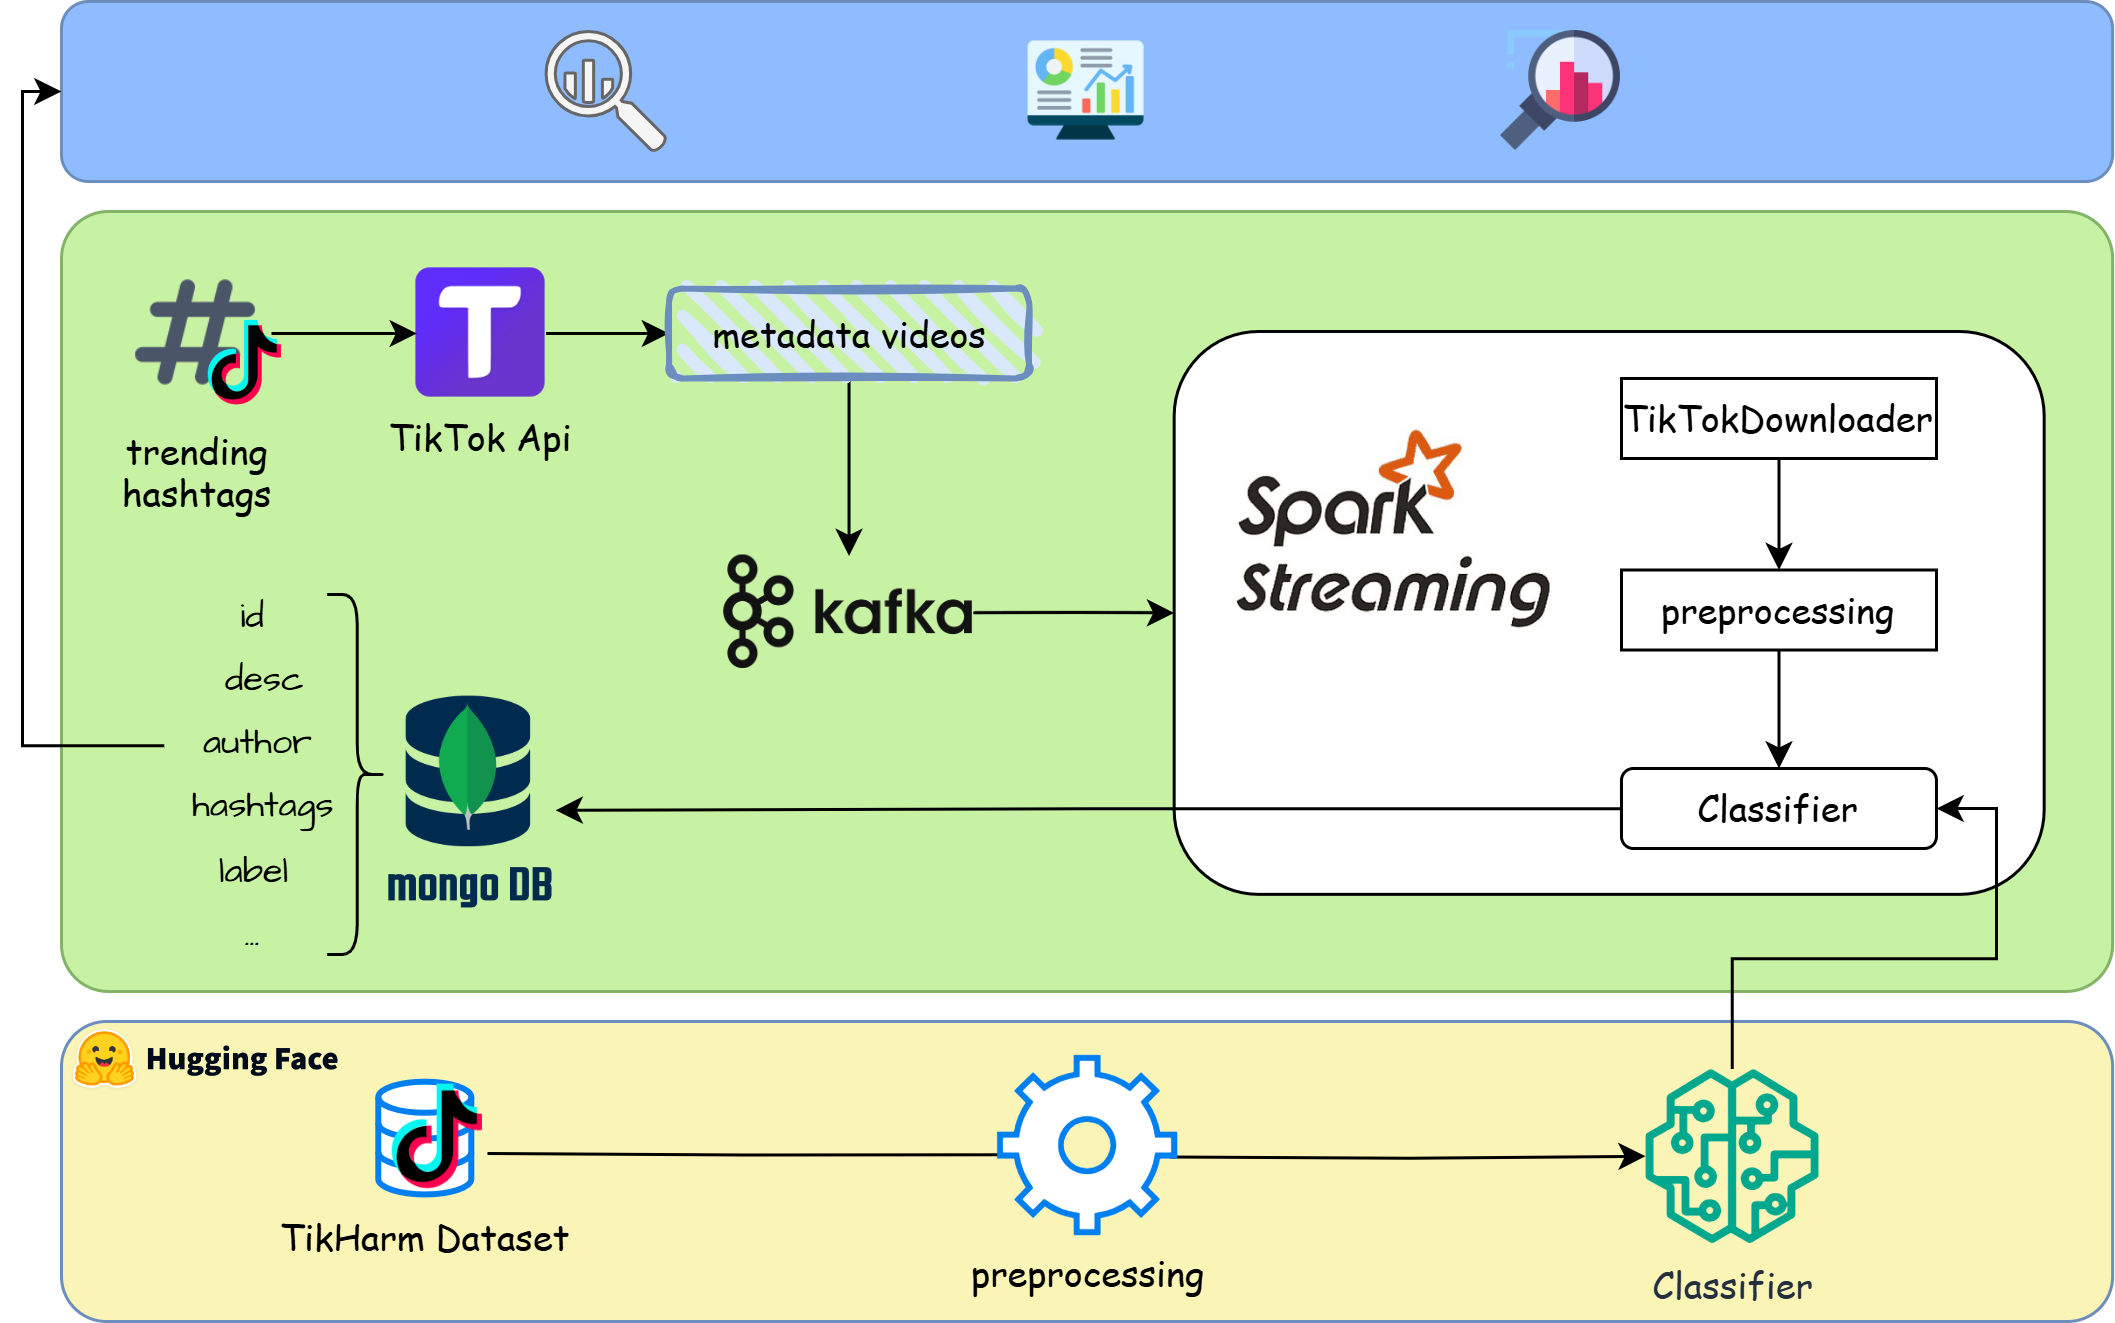 metadata videos
TikTok Api
trending
hashtags
TikTokDownloader
Spark
Streaming
kafka
preprocessing
id
desc
author
hashtags
label
...
mongo DB
Classifier
Hugging Face
TikHarm Dataset
preprocessing
Classifier